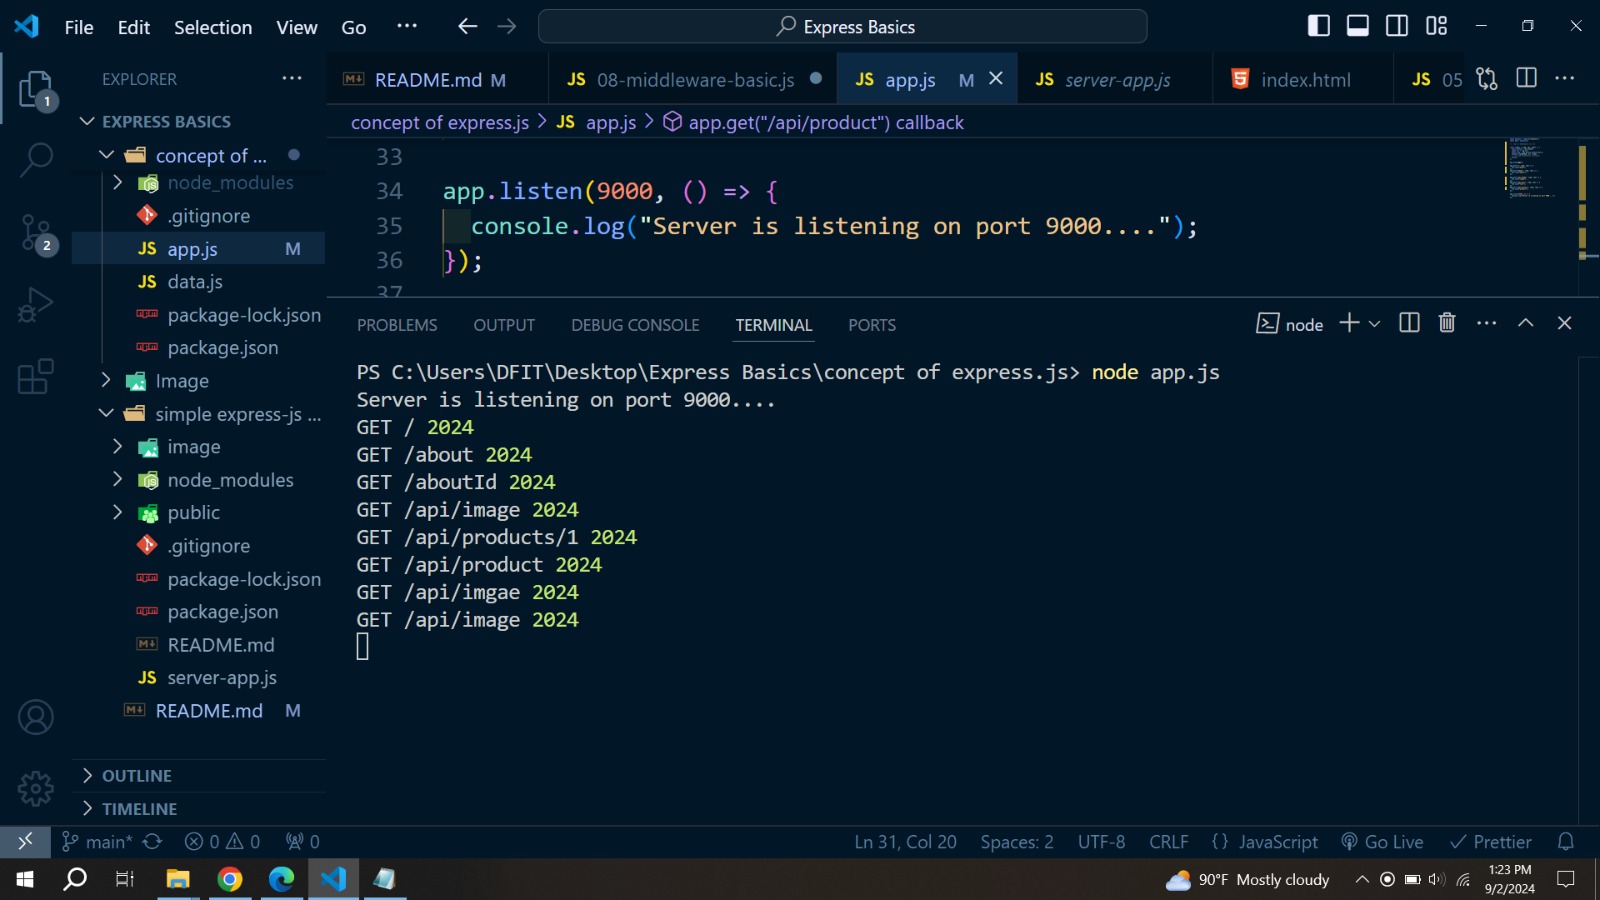 File Edit Selection View Go ··· Express Basics
EXPLORER ···
1
2
EXPRESS BASICS
concept of ...
node_modules
.gitignore
JS app.js M
JS data.js
package-lock.json
package.json
Image
simple express-js ...
image
node_modules
public
.gitignore
package-lock.json
package.json
README.md
JS server-app.js
README.md M
OUTLINE
TIMELINE
README.md M JS 08-middleware-basic.js JS app.js M JS server-app.js index.html JS 05
concept of express.js > JS app.js > app.get("/api/product") callback
33
34 app.listen(9000, () => {
35 console.log("Server is listening on port 9000....");
36 });
37
PROBLEMS OUTPUT DEBUG CONSOLE TERMINAL PORTS node
PS C:\Users\DFIT\Desktop\Express Basics\concept of express.js> node app.js
Server is listening on port 9000....
GET / 2024
GET /about 2024
GET /aboutId 2024
GET /api/image 2024
GET /api/products/1 2024
GET /api/product 2024
GET /api/imgae 2024
GET /api/image 2024
main* 0 0 0 Ln 31, Col 20 Spaces: 2 UTF-8 CRLF {} JavaScript Go Live Prettier
90°F Mostly cloudy
1:23 PM
9/2/2024